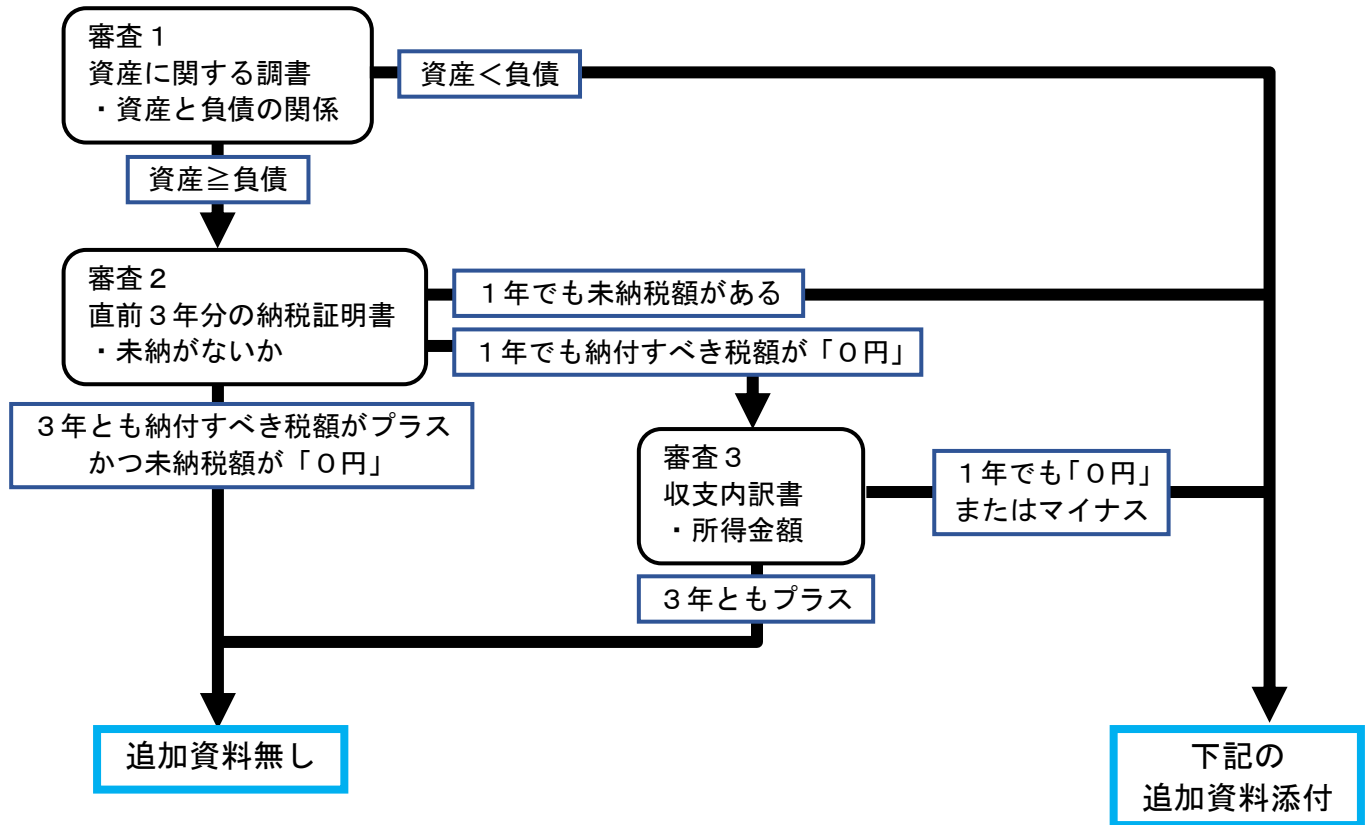 審査１
資産に関する調書
・資産と負債の関係
資産＜負債
資産≧負債
審査２
直前３年分の納税証明書
・未納がないか
１年でも未納税額がある
１年でも納付すべき税額が「０円」
３年とも納付すべき税額がプラス
かつ未納税額が「０円」
審査３
収支内訳書
・所得金額
１年でも「０円」
またはマイナス
３年ともプラス
追加資料無し
下記の
追加資料添付